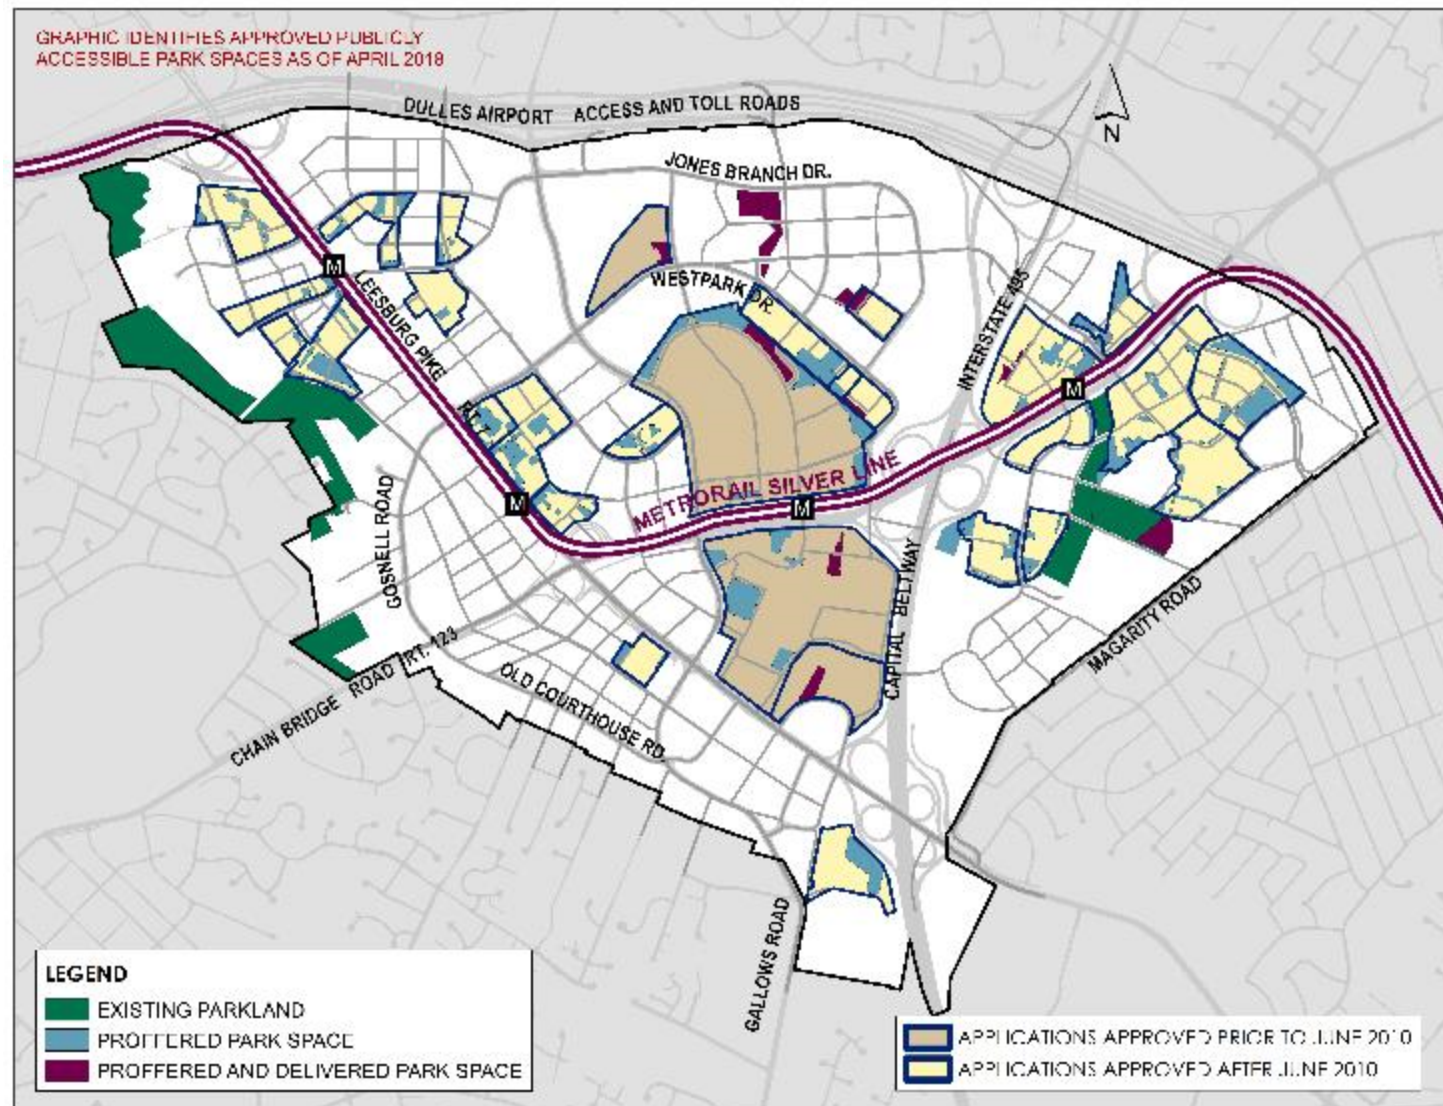 GRAPHIC IDENTIFIES APPROVED PUBLICLY
ACCESSIBLE PARK SPACES AS OF APRIL 2018
DULLES AIRPORT ACCESS AND TOLL ROADS
N
JONES BRANCH DR.
M
WESTPARK DR.
LEESBURG PIKE
INTERSTATE 495
M
RT. 7
METRORAIL SILVER LINE
M
M
GOSNELL ROAD
CAPITAL BELTWAY
MAGARITY ROAD
CHAIN BRIDGE ROAD RT. 123
OLD COURTHOUSE RD.
GALLOWS ROAD
LEGEND
EXISTING PARKLAND
PROFFERED PARK SPACE
PROFFERED AND DELIVERED PARK SPACE
APPLICATIONS APPROVED PRIOR TO JUNE 2010
APPLICATIONS APPROVED AFTER JUNE 2010